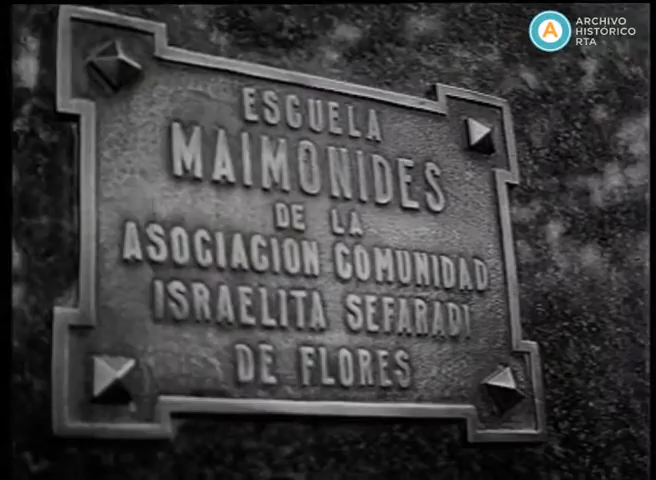 ARCHIVO
HISTÓRICO
RTA
ESCUELA
MAIMONIDES
DE LA
ASOCIACION COMUNIDAD
ISRAELITA SEFARADI
DE FLORES